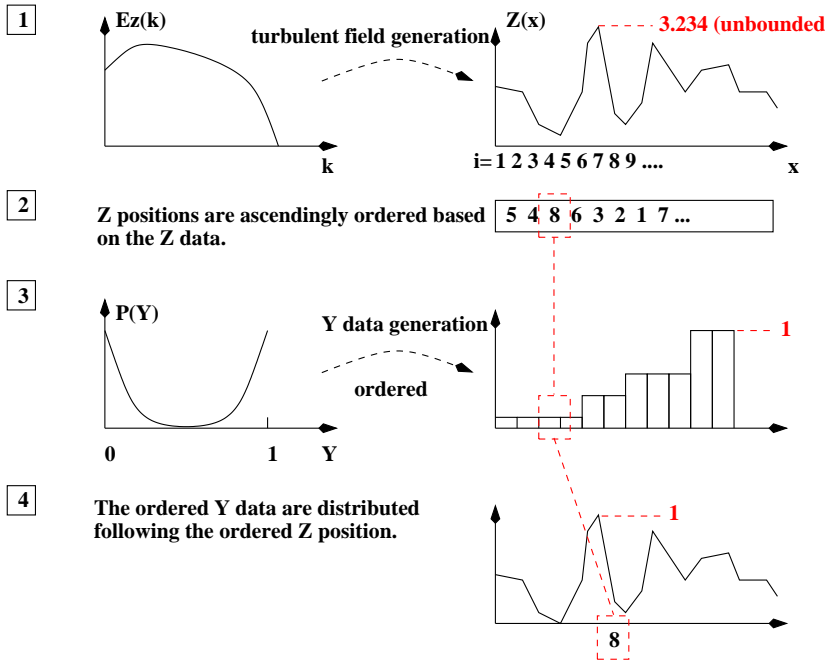 1
Ez(k)
turbulent field generation
Z(x)
3.234 (unbounded
k
i= 1 2 3 4 5 6 7 8 9 ....
x
2
Z positions are ascendingly ordered based
on the Z data.
5 4 8 6 3 2 1 7 ...
3
P(Y)
Y data generation
ordered
1
0 1 Y
4
The ordered Y data are distributed
following the ordered Z position.
1
8